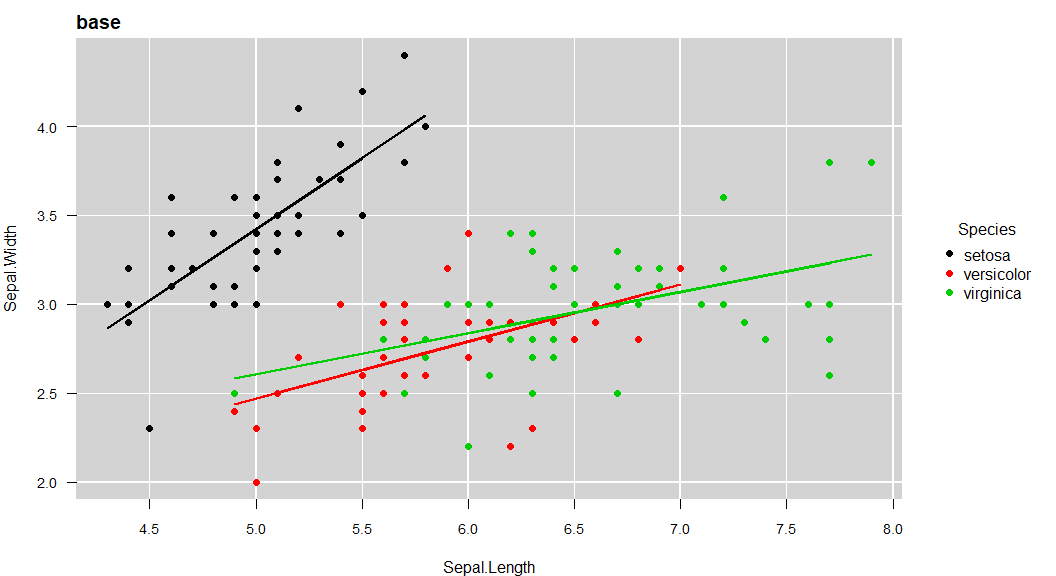 base
Sepal.Width
4.0
3.5
3.0
2.5
2.0
4.5 5.0 5.5 6.0 6.5 7.0 7.5 8.0
Sepal.Length
Species
setosa
versicolor
virginica